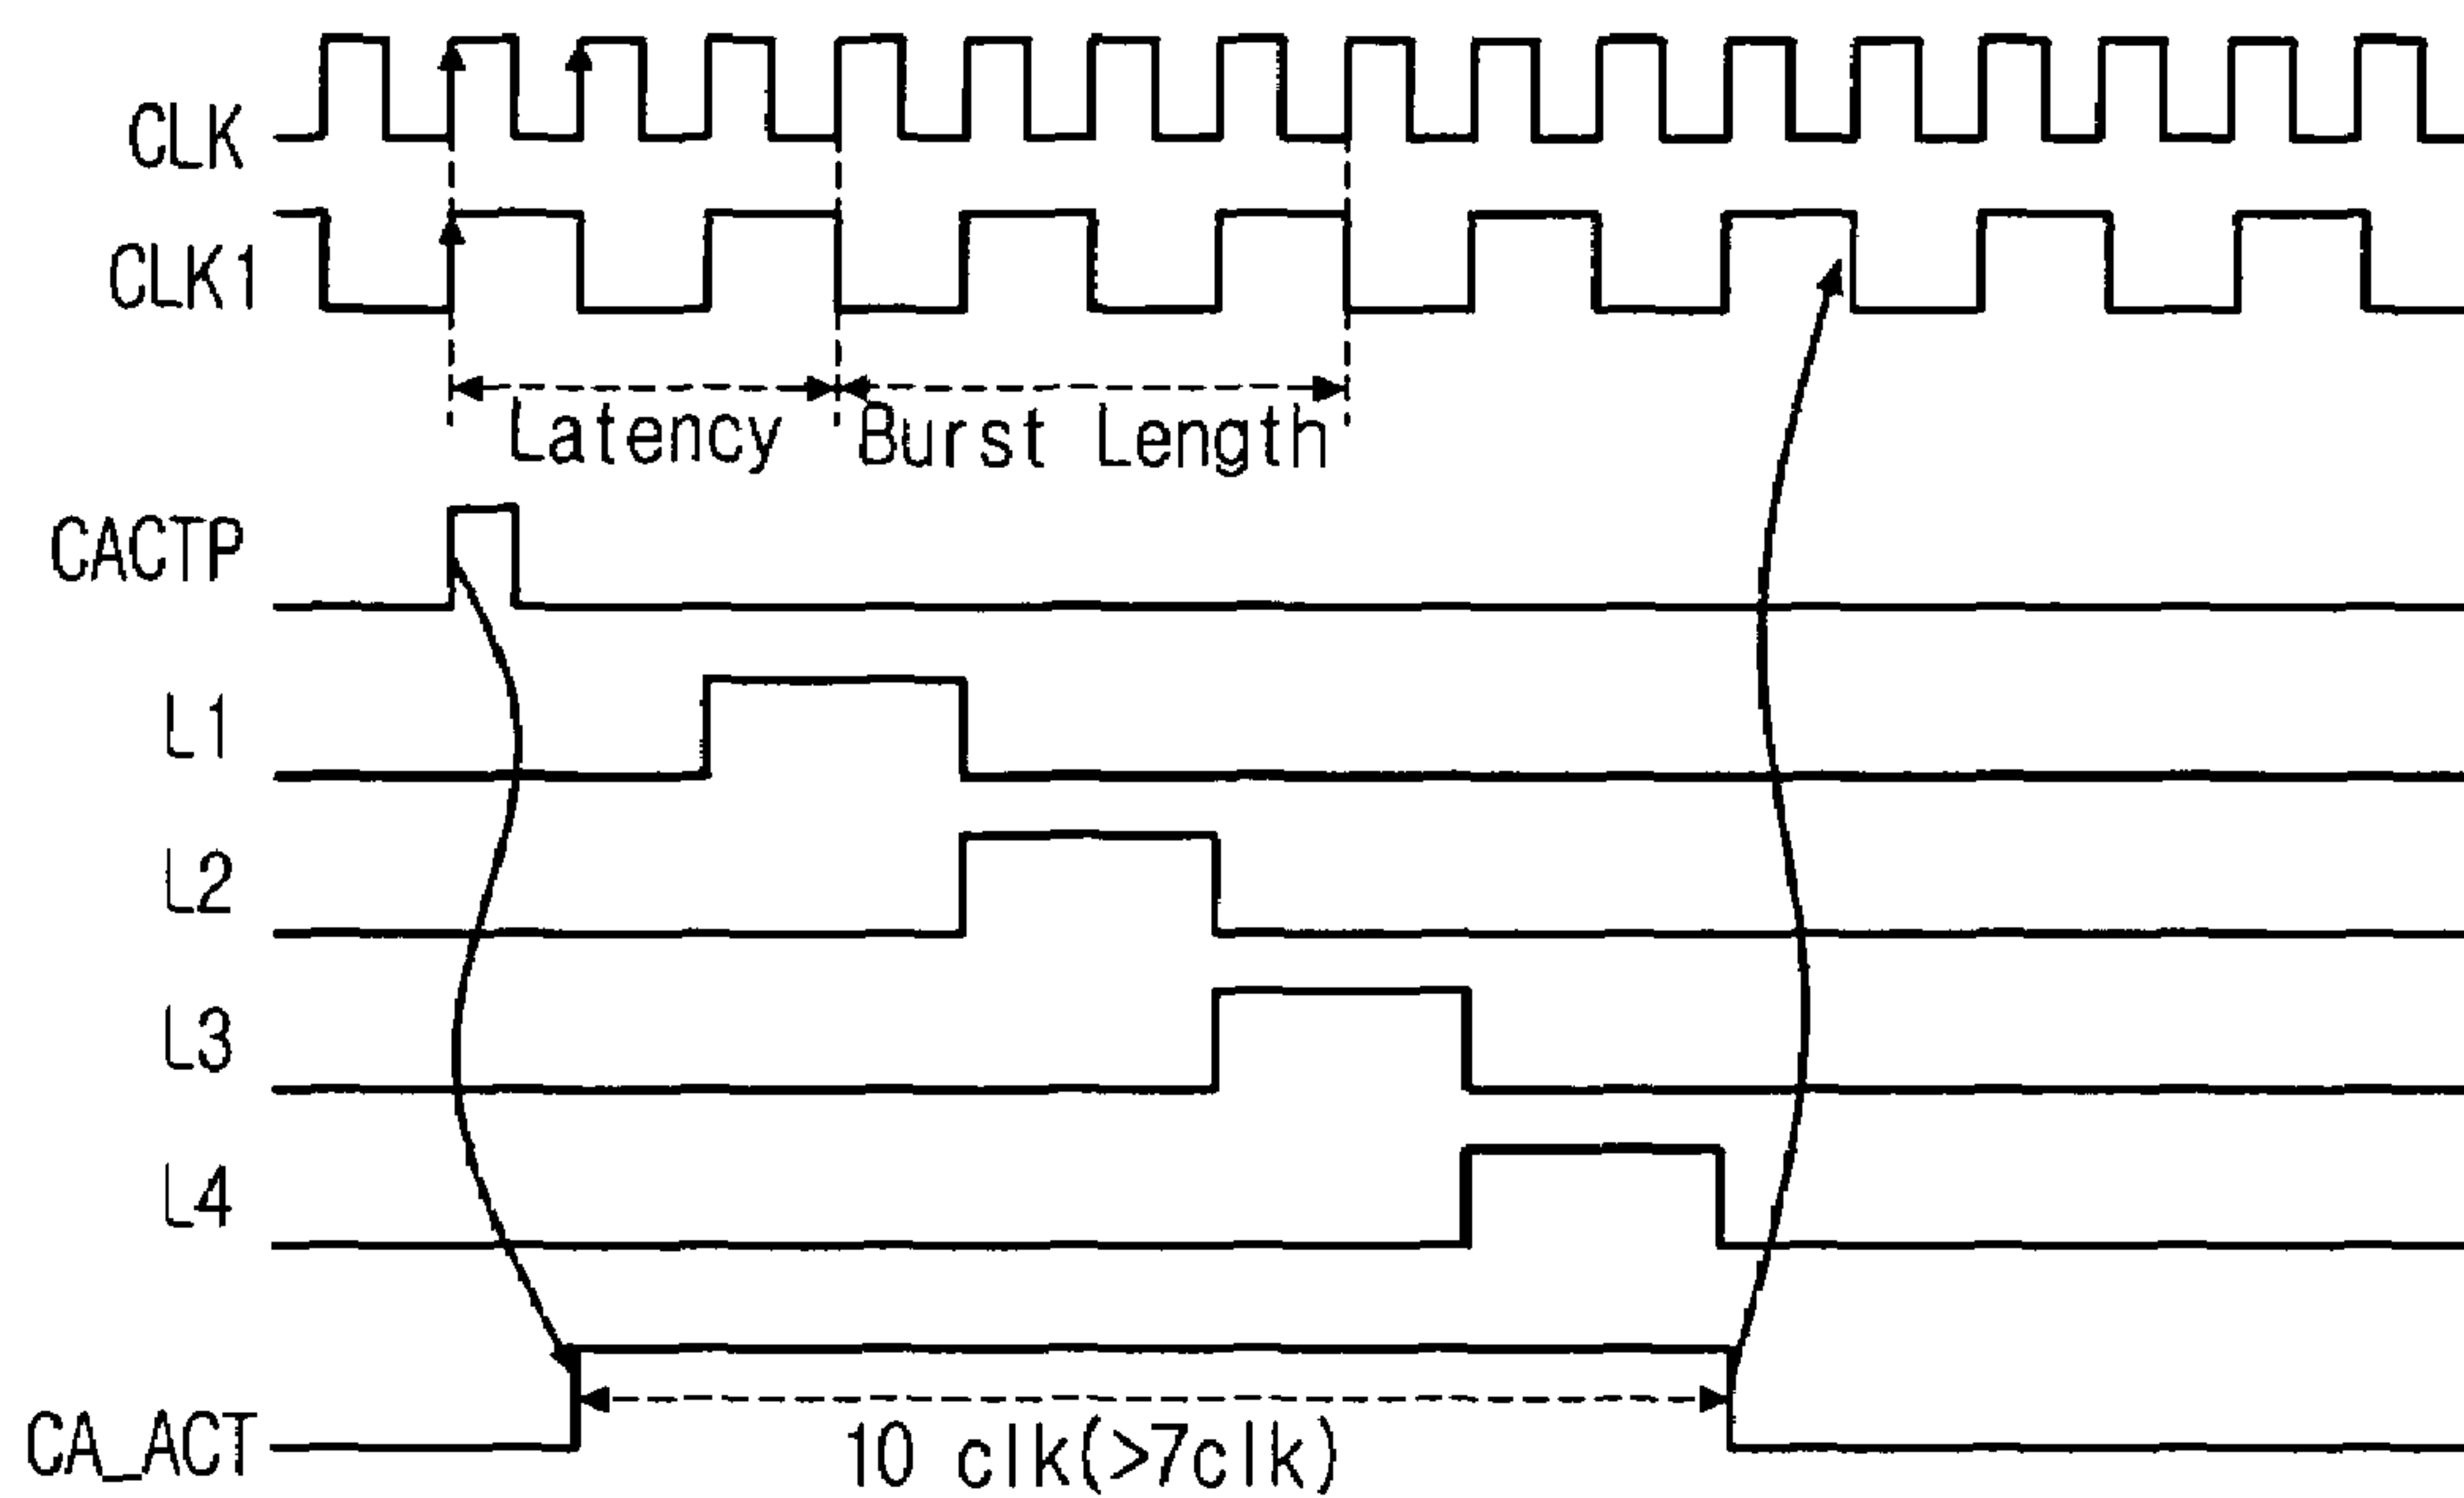 CLK
CLK1
Latency
Burst Length
CACTP
L1
L2
L3
L4
CA_ACT
10 clk(>7clk)